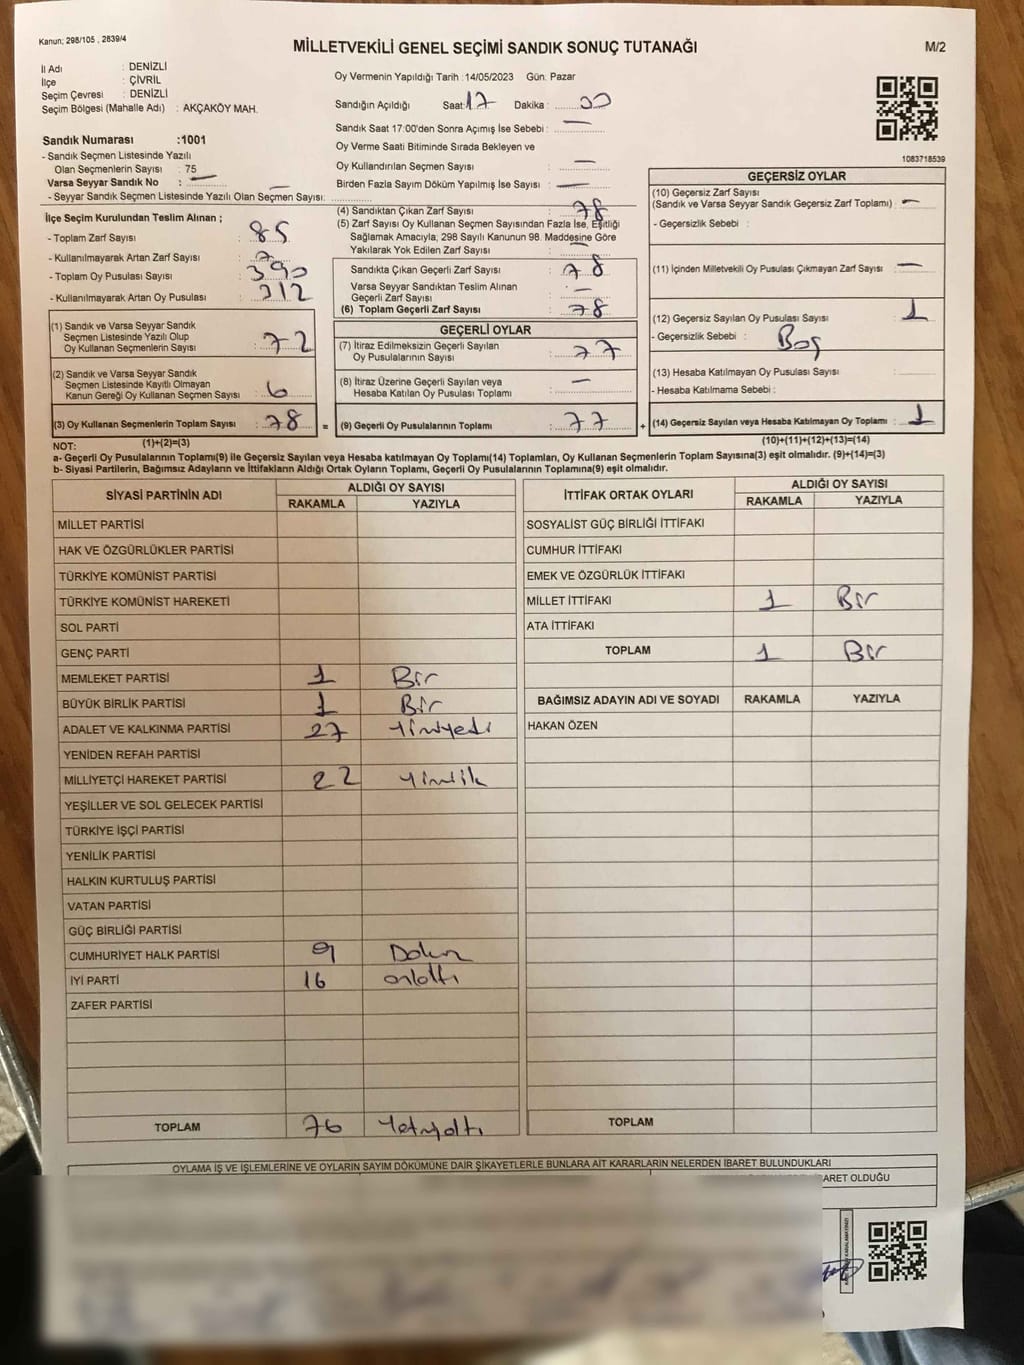 Kanun: 298/105 , 2839/4
MİLLETVEKİLİ GENEL SEÇİMİ SANDIK SONUÇ TUTANAĞI
M/2
İl Adı : DENİZLİ
İlçe : ÇİVRİL
Seçim Çevresi : DENİZLİ
Seçim Bölgesi (Mahalle Adı) : AKÇAKÖY MAH.
Sandık Numarası :1001
- Sandık Seçmen Listesinde Yazılı
Olan Seçmenlerin Sayısı : 75
Varsa Seyyar Sandık No : —
- Seyyar Sandık Seçmen Listesinde Yazılı Olan Seçmen Sayısı: —
Oy Vermenin Yapıldığı Tarih :14/05/2023 Gün: Pazar
Sandığın Açıldığı Saat: 17 Dakika : 00
Sandık Saat 17:00'den Sonra Açımış İse Sebebi : —
Oy Verme Saati Bitiminde Sırada Bekleyen ve
Oy Kullandırılan Seçmen Sayısı : —
Birden Fazla Sayım Döküm Yapılmış İse Sayısı : —
1083718539
İlçe Seçim Kurulundan Teslim Alınan ;
- Toplam Zarf Sayısı : 85
- Kullanılmayarak Artan Zarf Sayısı : 7
- Toplam Oy Pusulası Sayısı : 390
- Kullanılmayarak Artan Oy Pusulası : 312
(1) Sandık ve Varsa Seyyar Sandık
Seçmen Listesinde Yazılı Olup
Oy Kullanan Seçmenlerin Sayısı : 72
(2) Sandık ve Varsa Seyyar Sandık
Seçmen Listesinde Kayıtlı Olmayan
Kanun Gereği Oy Kullanan Seçmen Sayısı : 6
(3) Oy Kullanan Seçmenlerin Toplam Sayısı : 78
(1)+(2)=(3)
(4) Sandıktan Çıkan Zarf Sayısı : 78
(5) Zarf Sayısı Oy Kullanan Seçmen Sayısından Fazla İse, Eşitliği
Sağlamak Amacıyla; 298 Sayılı Kanunun 98. Maddesine Göre
Yakılarak Yok Edilen Zarf Sayısı : —
Sandıkta Çıkan Geçerli Zarf Sayısı : 78
Varsa Seyyar Sandıktan Teslim Alınan
Geçerli Zarf Sayısı : —
(6) Toplam Geçerli Zarf Sayısı : 78
GEÇERLİ OYLAR
(7) İtiraz Edilmeksizin Geçerli Sayılan
Oy Pusulalarının Sayısı : 77
(8) İtiraz Üzerine Geçerli Sayılan veya
Hesaba Katılan Oy Pusulası Toplamı : —
= (9) Geçerli Oy Pusulalarının Toplamı : 77 +
GEÇERSİZ OYLAR
(10) Geçersiz Zarf Sayısı
(Sandık ve Varsa Seyyar Sandık Geçersiz Zarf Toplamı) : —
- Geçersizlik Sebebi :
(11) İçinden Milletvekili Oy Pusulası Çıkmayan Zarf Sayısı : —
(12) Geçersiz Sayılan Oy Pusulası Sayısı : 1
- Geçersizlik Sebebi : Boş
(13) Hesaba Katılmayan Oy Pusulası Sayısı :
- Hesaba Katılmama Sebebi :
(14) Geçersiz Sayılan veya Hesaba Katılmayan Oy Toplamı : 1
(10)+(11)+(12)+(13)=(14)
NOT:
a- Geçerli Oy Pusulalarının Toplamı(9) ile Geçersiz Sayılan veya Hesaba katılmayan Oy Toplamı(14) Toplamları, Oy Kullanan Seçmenlerin Toplam Sayısına(3) eşit olmalıdır. (9)+(14)=(3)
b- Siyasi Partilerin, Bağımsız Adayların ve İttifakların Aldığı Ortak Oyların Toplamı, Geçerli Oy Pusulalarının Toplamına(9) eşit olmalıdır.
SİYASİ PARTİNİN ADI ALDIĞI OY SAYISI
RAKAMLA YAZIYLA
MİLLET PARTİSİ
HAK VE ÖZGÜRLÜKLER PARTİSİ
TÜRKİYE KOMÜNİST PARTİSİ
TÜRKİYE KOMÜNİST HAREKETİ
SOL PARTİ
GENÇ PARTİ
MEMLEKET PARTİSİ 1 Bir
BÜYÜK BİRLİK PARTİSİ 1 Bir
ADALET VE KALKINMA PARTİSİ 27 Yirmiyedi
YENİDEN REFAH PARTİSİ
MİLLİYETÇİ HAREKET PARTİSİ 22
YEŞİLLER VE SOL GELECEK PARTİSİ
TÜRKİYE İŞÇİ PARTİSİ
YENİLİK PARTİSİ
HALKIN KURTULUŞ PARTİSİ
VATAN PARTİSİ
GÜÇ BİRLİĞİ PARTİSİ
CUMHURİYET HALK PARTİSİ 9 Dokuz
İYİ PARTİ 16 onaltı
ZAFER PARTİSİ
TOPLAM 76 Yetmişaltı
İTTİFAK ORTAK OYLARI ALDIĞI OY SAYISI
RAKAMLA YAZIYLA
SOSYALİST GÜÇ BİRLİĞİ İTTİFAKI
CUMHUR İTTİFAKI
EMEK VE ÖZGÜRLÜK İTTİFAKI
MİLLET İTTİFAKI 1 Bir
ATA İTTİFAKI
TOPLAM 1 Bir
BAĞIMSIZ ADAYIN ADI VE SOYADI RAKAMLA YAZIYLA
HAKAN ÖZEN
TOPLAM
OYLAMA İŞ VE İŞLEMLERİNE VE OYLARIN SAYIM DÖKÜMÜNE DAİR ŞİKAYETLERLE BUNLARA AİT KARARLARIN NELERDEN İBARET BULUNDUKLARI
BARET OLDUĞU